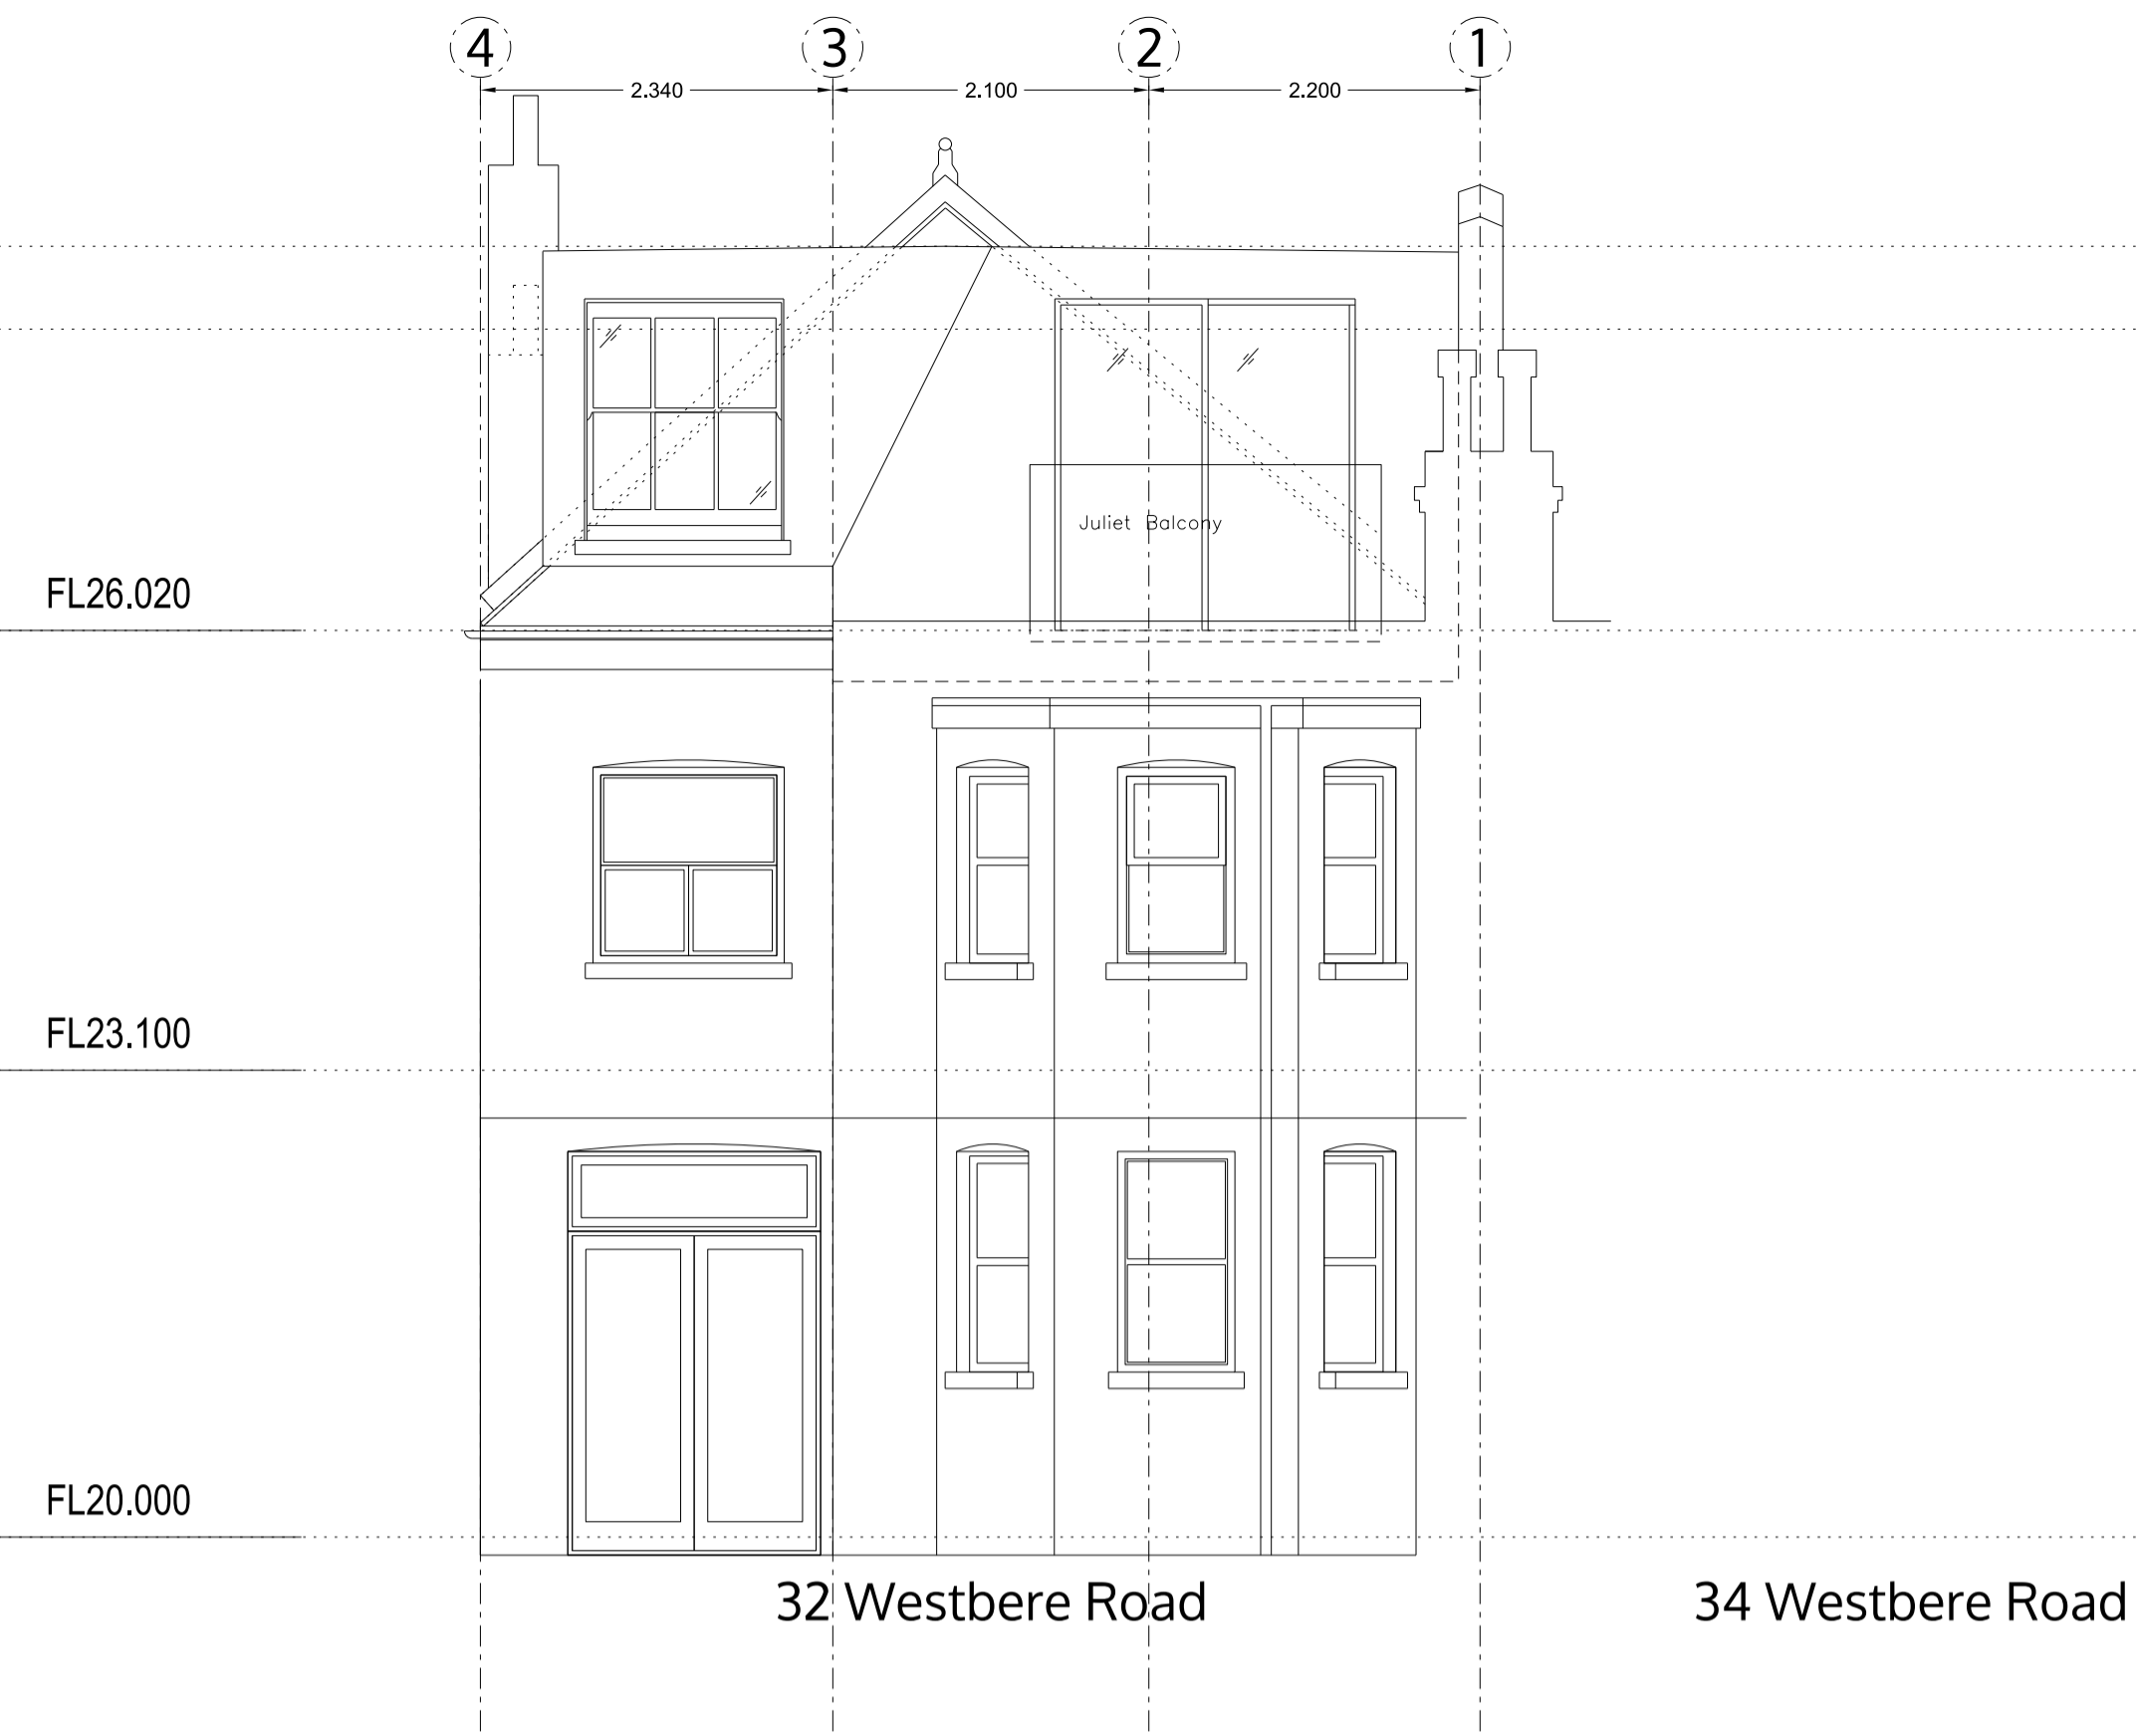 4 3 2 1
2.340 2.100 2.200
Juliet Balcony
FL26.020
FL23.100
FL20.000
32 Westbere Road 34 Westbere Road